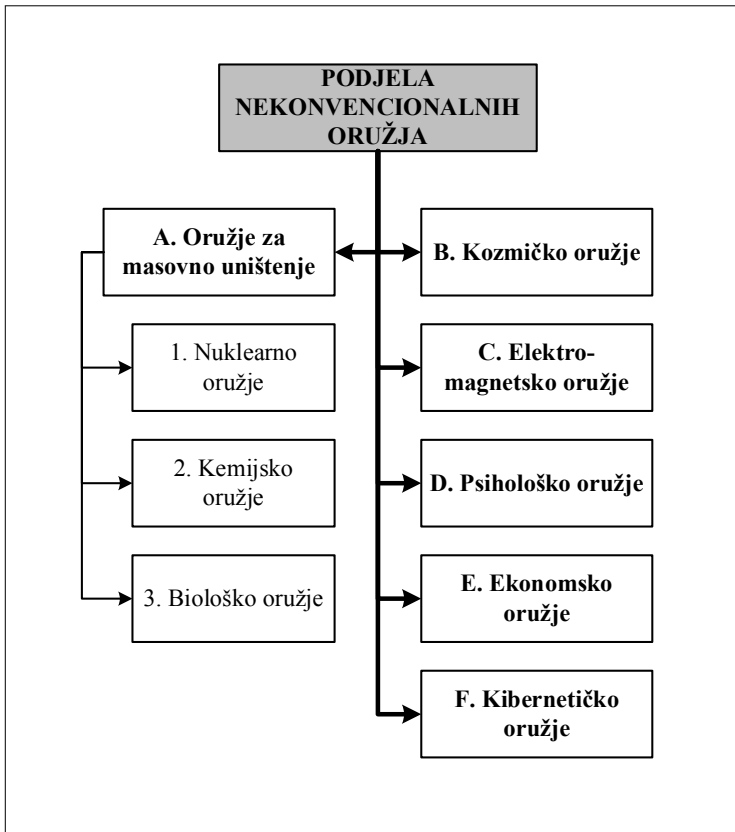 PODJELA
NEKONVENCIONALNIH
ORUŽJA
A. Oružje za
masovno uništenje
B. Kozmičko oružje
1. Nuklearno
oružje
C. Elektro-
magnetsko oružje
2. Kemijsko
oružje
D. Psihološko oružje
3. Biološko oružje
E. Ekonomsko
oružje
F. Kibernetičko
oružje